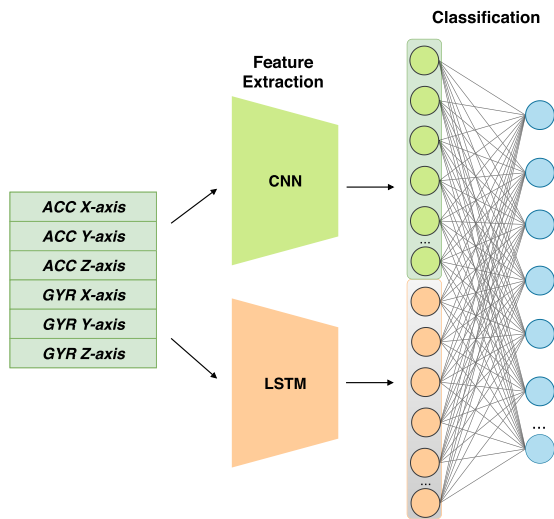 Classification
Feature
Extraction
CNN
ACC X-axis
ACC Y-axis
ACC Z-axis
GYR X-axis
GYR Y-axis
GYR Z-axis
LSTM
...
...
...